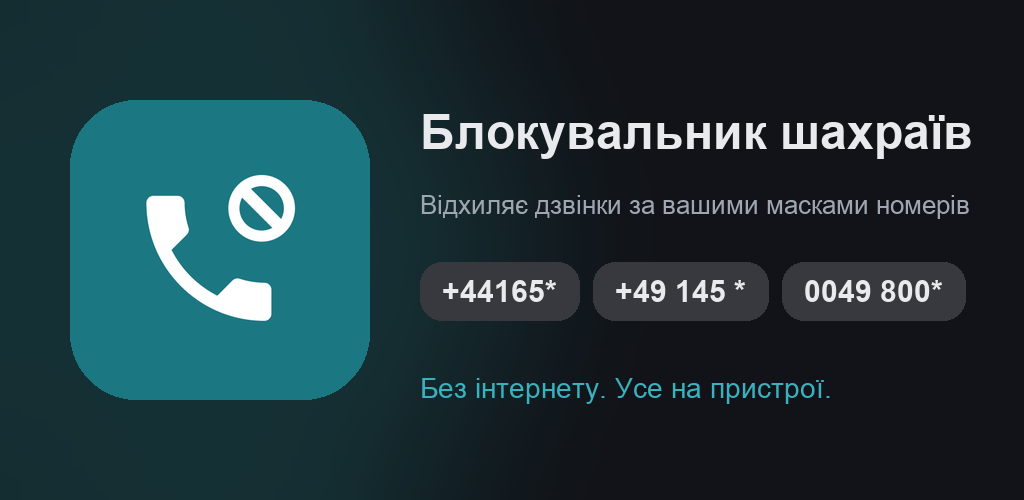 Блокувальник шахраїв
Відхиляє дзвінки за вашими масками номерів
+44165* +49 145 * 0049 800*
Без інтернету. Усе на пристрої.